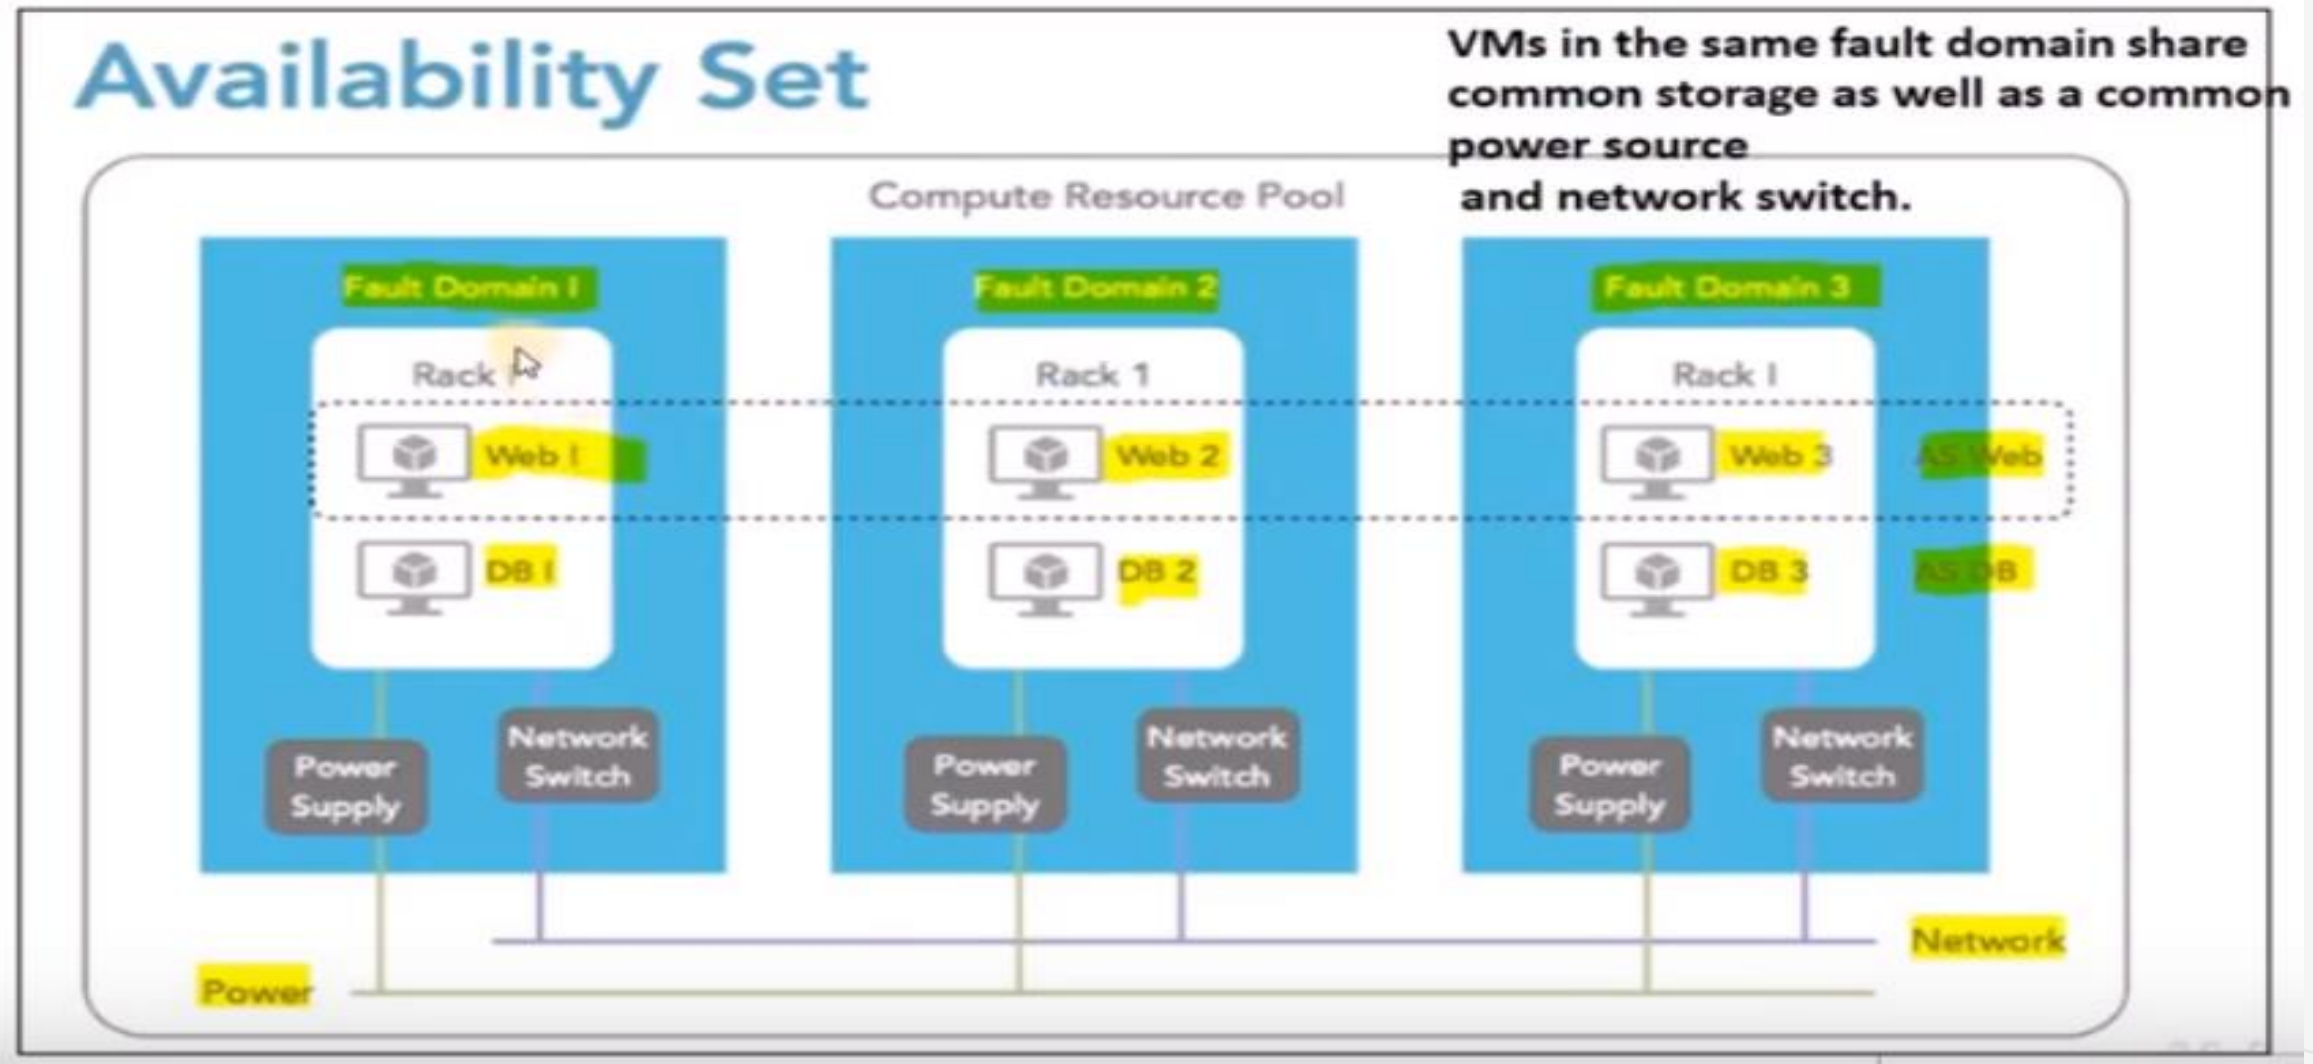 Availability Set
VMs in the same fault domain share
common storage as well as a common
power source
and network switch.
Compute Resource Pool
Fault Domain 1
Fault Domain 2
Fault Domain 3
Rack
Rack 1
Rack 1
Web 1
Web 2
Web 3
AS Web
DB 1
DB 2
DB 3
AS DB
Power
Supply
Network
Switch
Power
Supply
Network
Switch
Power
Supply
Network
Switch
Network
Power